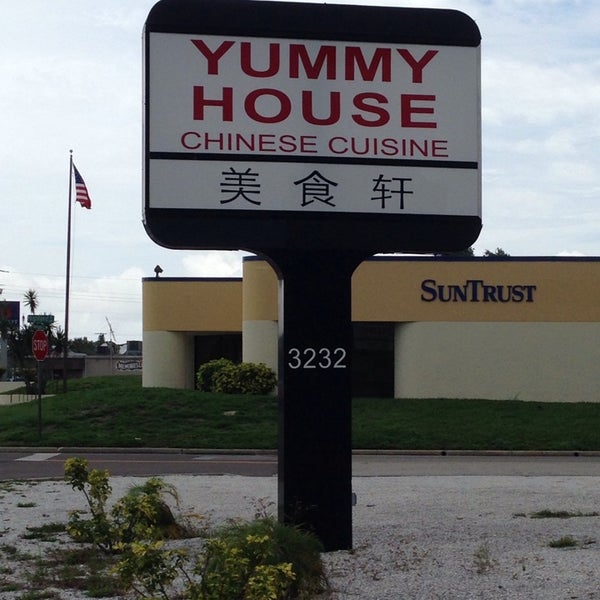 YUMMY
HOUSE
CHINESE CUISINE
美食轩
SUNTRUST
3232
STOP